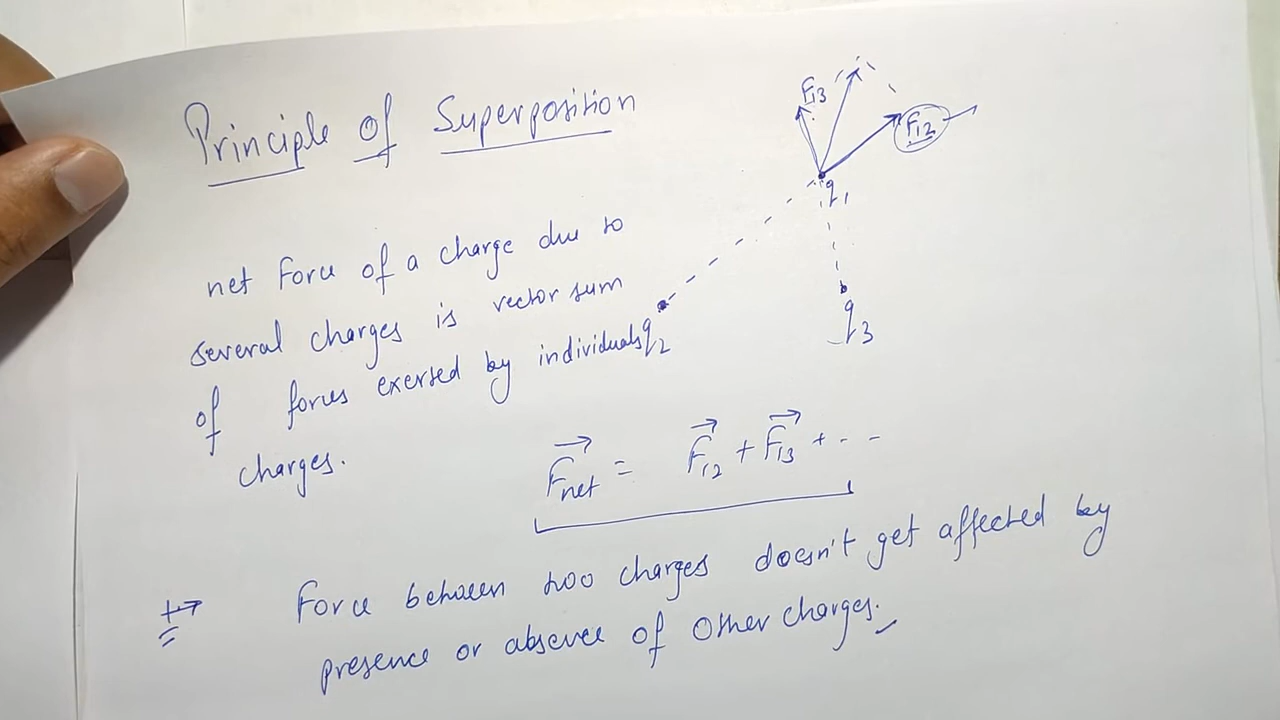 Principle of Superposition
net Force of a charge due to
several charges is vector sum
of forces exersed by individuals
charges.
F13
F12
q1
q2
q3
→Fnet = →F12 + →F13 + - -
Force between two charges doesn't get affected by
presence or absence of other charges.